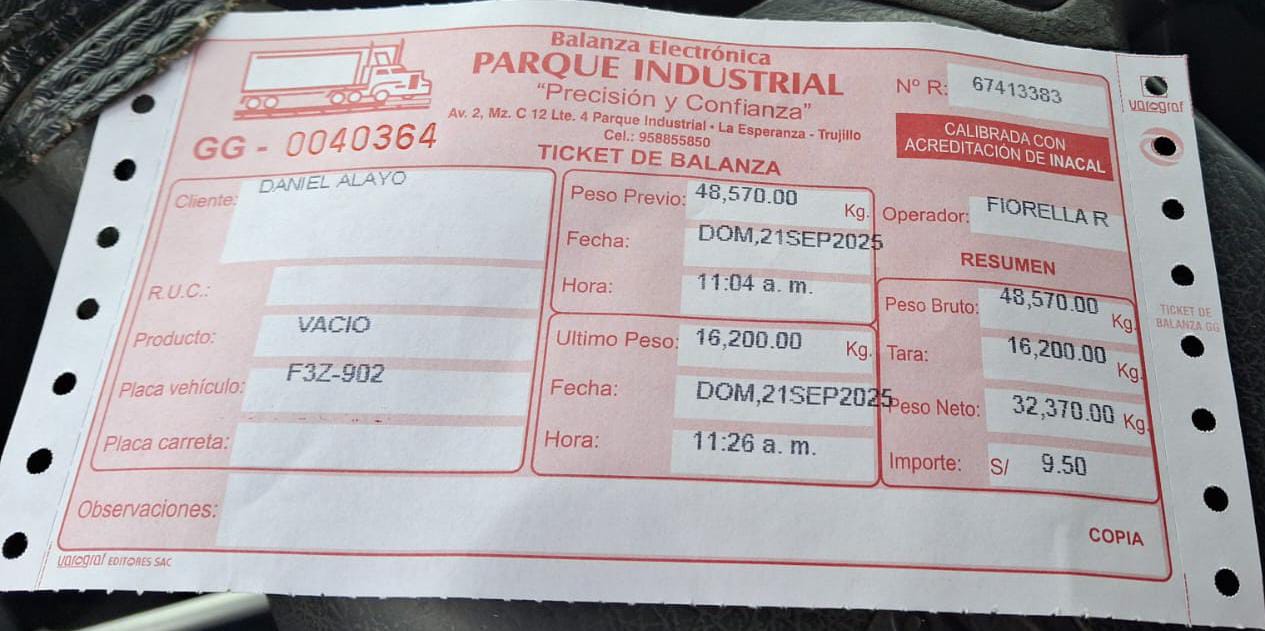 Balanza Electrónica
PARQUE INDUSTRIAL
"Precisión y Confianza"
Av. 2, Mz. C 12 Lte. 4 Parque Industrial • La Esperanza - Trujillo
Cel.: 958855850
Nº R: 67413383
CALIBRADA CON
ACREDITACIÓN DE INACAL
GG - 0040364
TICKET DE BALANZA
Cliente: DANIEL ALAYO
R.U.C.:
Producto: VACIO
Placa vehículo: F3Z-902
Placa carreta:
Peso Previo: 48,570.00 Kg.
Fecha: DOM,21SEP2025
Hora: 11:04 a. m.
Ultimo Peso: 16,200.00 Kg.
Fecha: DOM,21SEP2025
Hora: 11:26 a. m.
Operador: FIORELLA R
RESUMEN
Peso Bruto: 48,570.00 Kg.
Tara: 16,200.00 Kg.
Peso Neto: 32,370.00 Kg.
Importe: S/ 9.50
Observaciones:
COPIA
varograf EDITORES SAC
varograf
TICKET DE
BALANZA GG